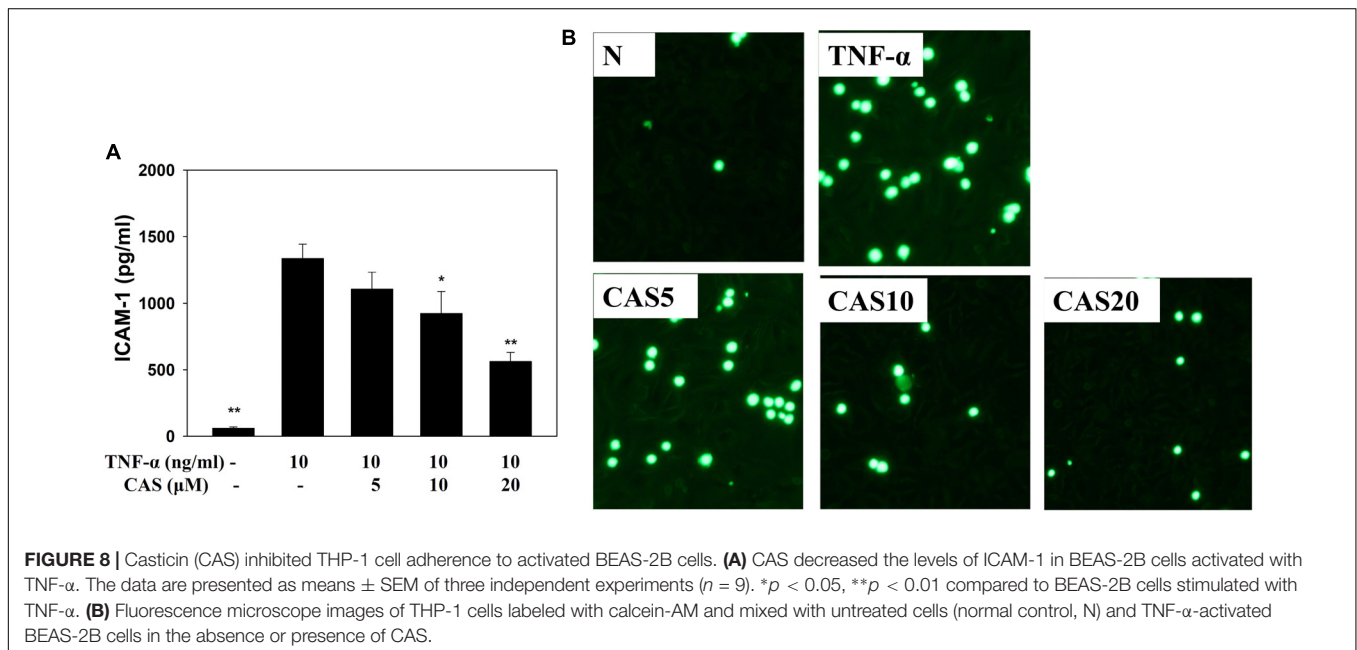 A
ICAM-1 (pg/ml)
2000
1500
1000
500
0
**
*
**
TNF-α (ng/ml) - 10 10 10 10
CAS (µM) - - 5 10 20
B
N
TNF-α
CAS5
CAS10
CAS20
FIGURE 8 | Casticin (CAS) inhibited THP-1 cell adherence to activated BEAS-2B cells. (A) CAS decreased the levels of ICAM-1 in BEAS-2B cells activated with
TNF-α. The data are presented as means ± SEM of three independent experiments (n = 9). *p < 0.05, **p < 0.01 compared to BEAS-2B cells stimulated with
TNF-α. (B) Fluorescence microscope images of THP-1 cells labeled with calcein-AM and mixed with untreated cells (normal control, N) and TNF-α-activated
BEAS-2B cells in the absence or presence of CAS.